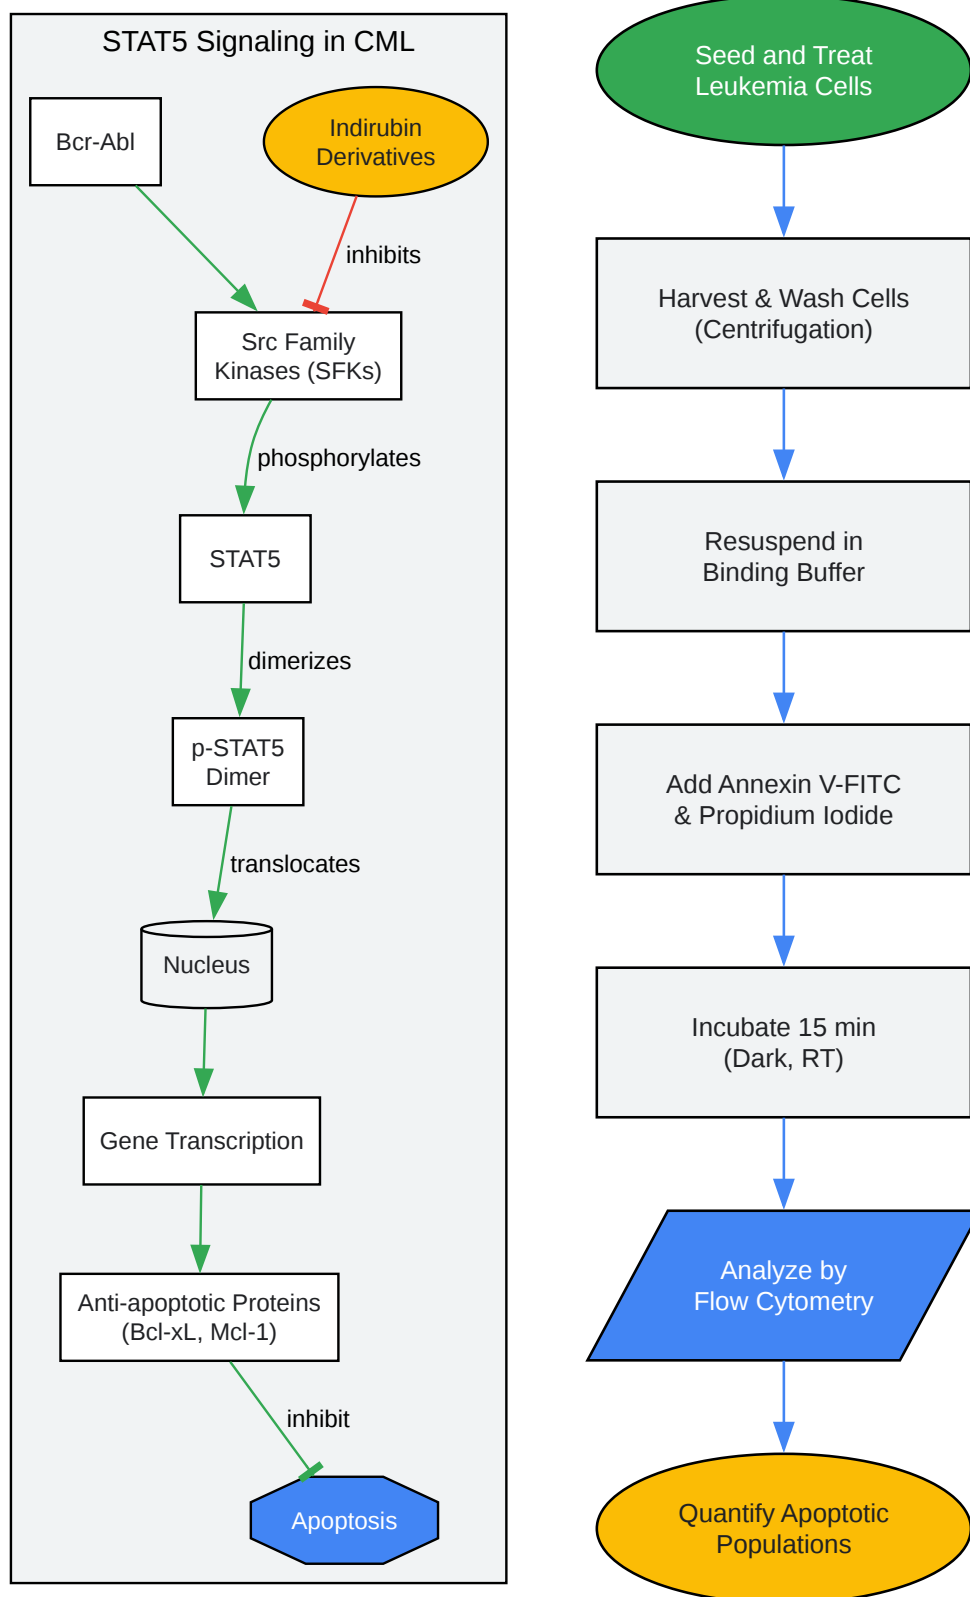 STAT5 Signaling in CML
Bcr-Abl
Indirubin
Derivatives
inhibits
Src Family
Kinases (SFKs)
phosphorylates
STAT5
dimerizes
p-STAT5
Dimer
translocates
Nucleus
Gene Transcription
Anti-apoptotic Proteins
(Bcl-xL, Mcl-1)
inhibit
Apoptosis
Seed and Treat
Leukemia Cells
Harvest & Wash Cells
(Centrifugation)
Resuspend in
Binding Buffer
Add Annexin V-FITC
& Propidium Iodide
Incubate 15 min
(Dark, RT)
Analyze by
Flow Cytometry
Quantify Apoptotic
Populations